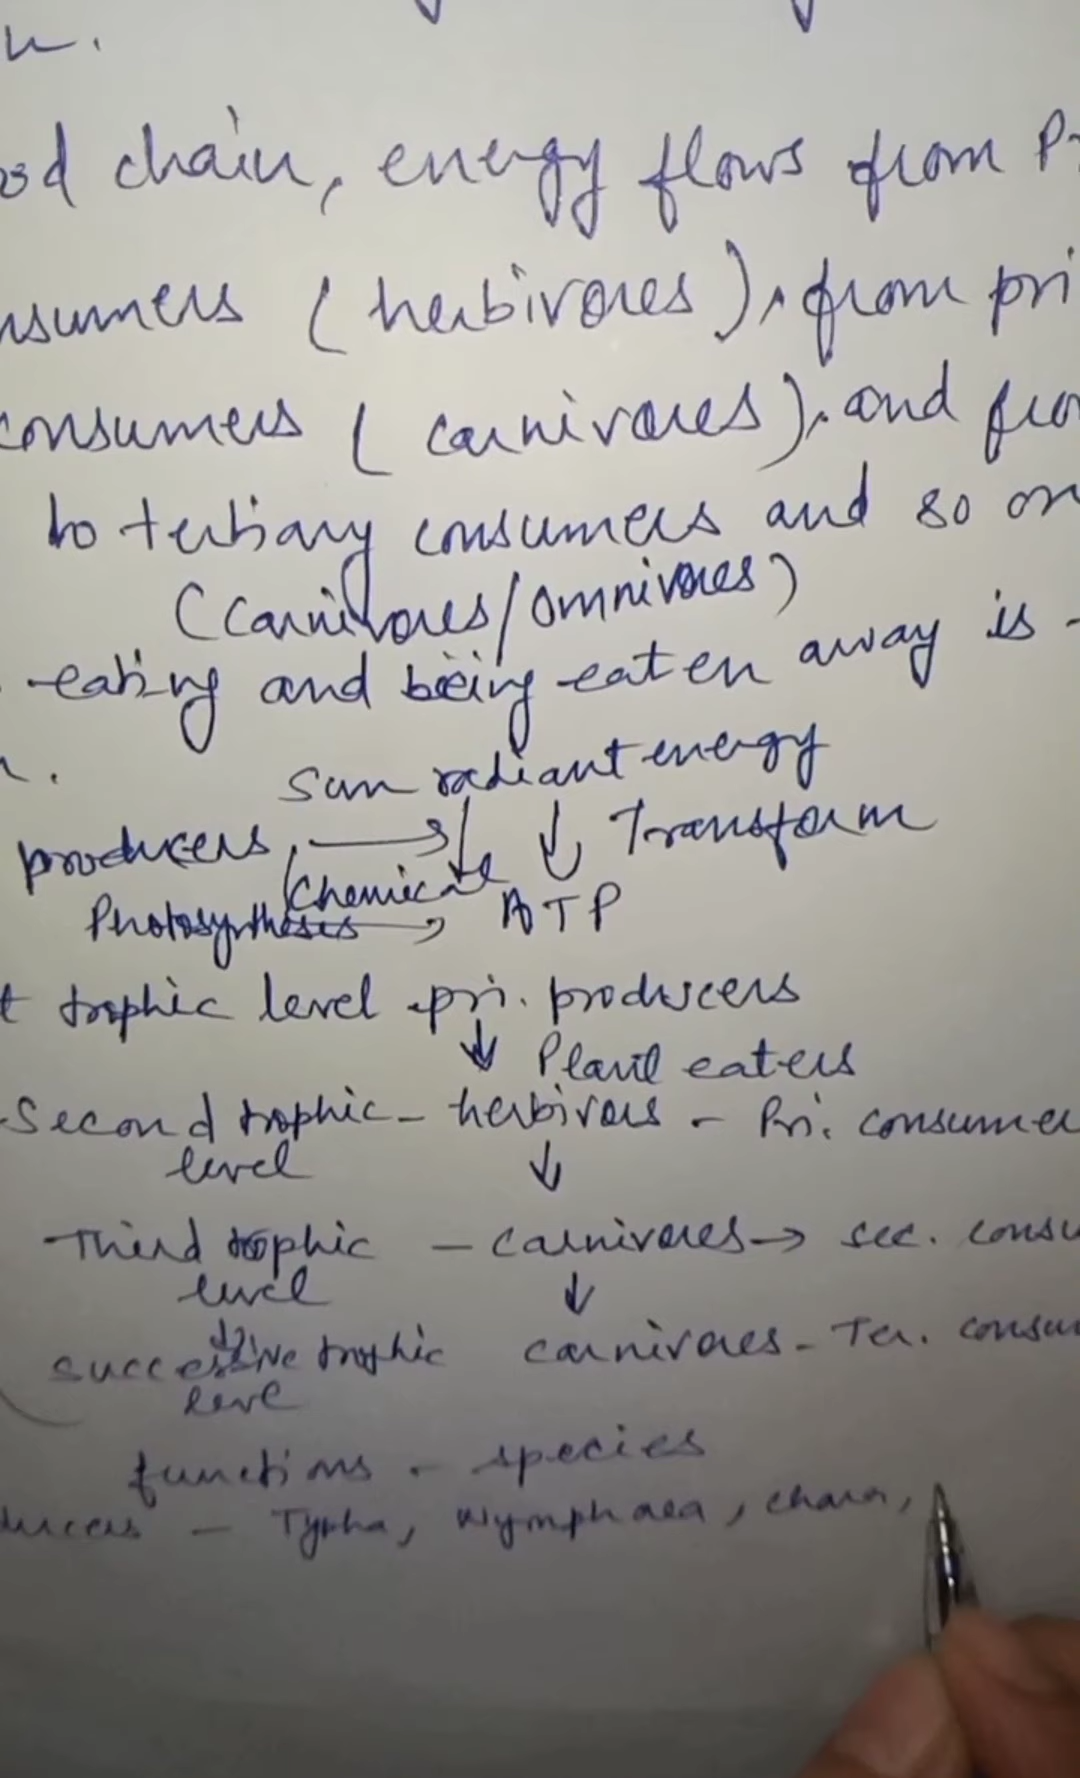 n.
od chain, energy flows from Pr
nsumers (herbivores), from pri
consumers (carnivores), and fro
to tertiary consumers and so on
(Carnivores/Omnivores)
eating and being eaten away is
n.
Sun radiant energy
producers, → ↓ ↓ Transform
(Chemical
Photosynthesis → ATP
t trophic level pri. producers
↓ Plant eaters
Second trophic - herbivores - Pri. consumer
level ↓
Third trophic - carnivores → sec. consu
level ↓
successive trophic carnivores - Ter. consum
level
functions - species
ducers - Typha, Nymphaea, chara,